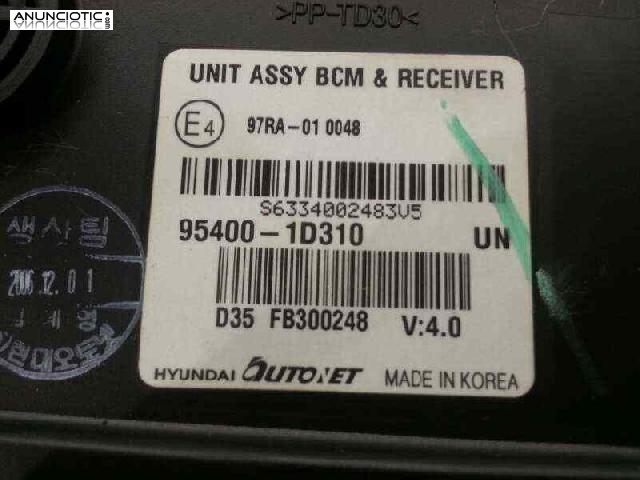 ANUNCIOTIC.COM
>PP-TD30<
UNIT ASSY BCM & RECEIVER
E4 97RA-01 0048
S6334002483V5
95400-1D310 UN
D35 FB300248 V:4.0
HYUNDAI AUTONET MADE IN KOREA
생산팀
2006.12.01